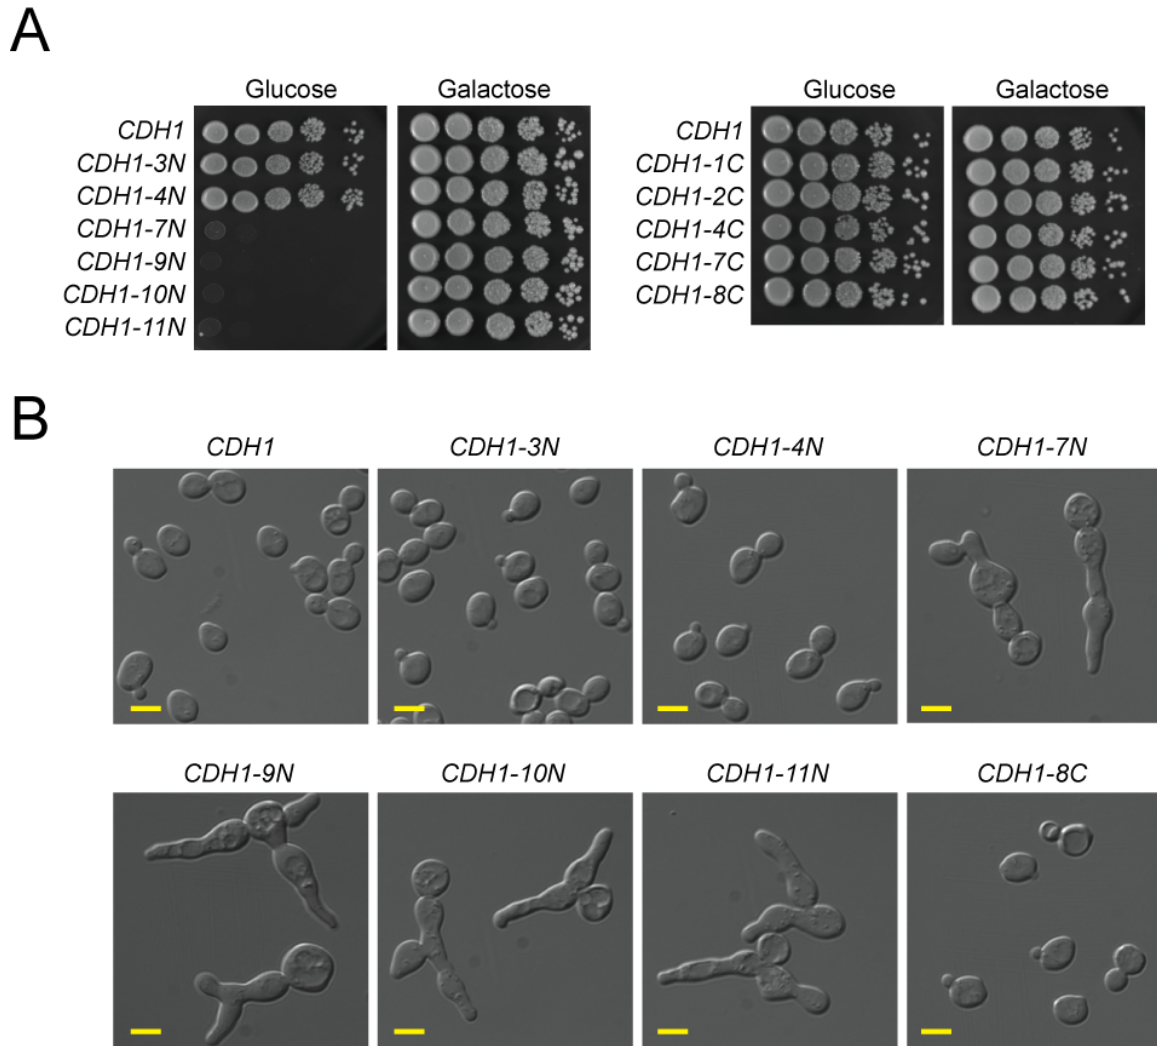 A
Glucose Galactose Glucose Galactose
CDH1
CDH1-3N
CDH1-4N
CDH1-7N
CDH1-9N
CDH1-10N
CDH1-11N
CDH1
CDH1-1C
CDH1-2C
CDH1-4C
CDH1-7C
CDH1-8C
B
CDH1 CDH1-3N CDH1-4N CDH1-7N
CDH1-9N CDH1-10N CDH1-11N CDH1-8C